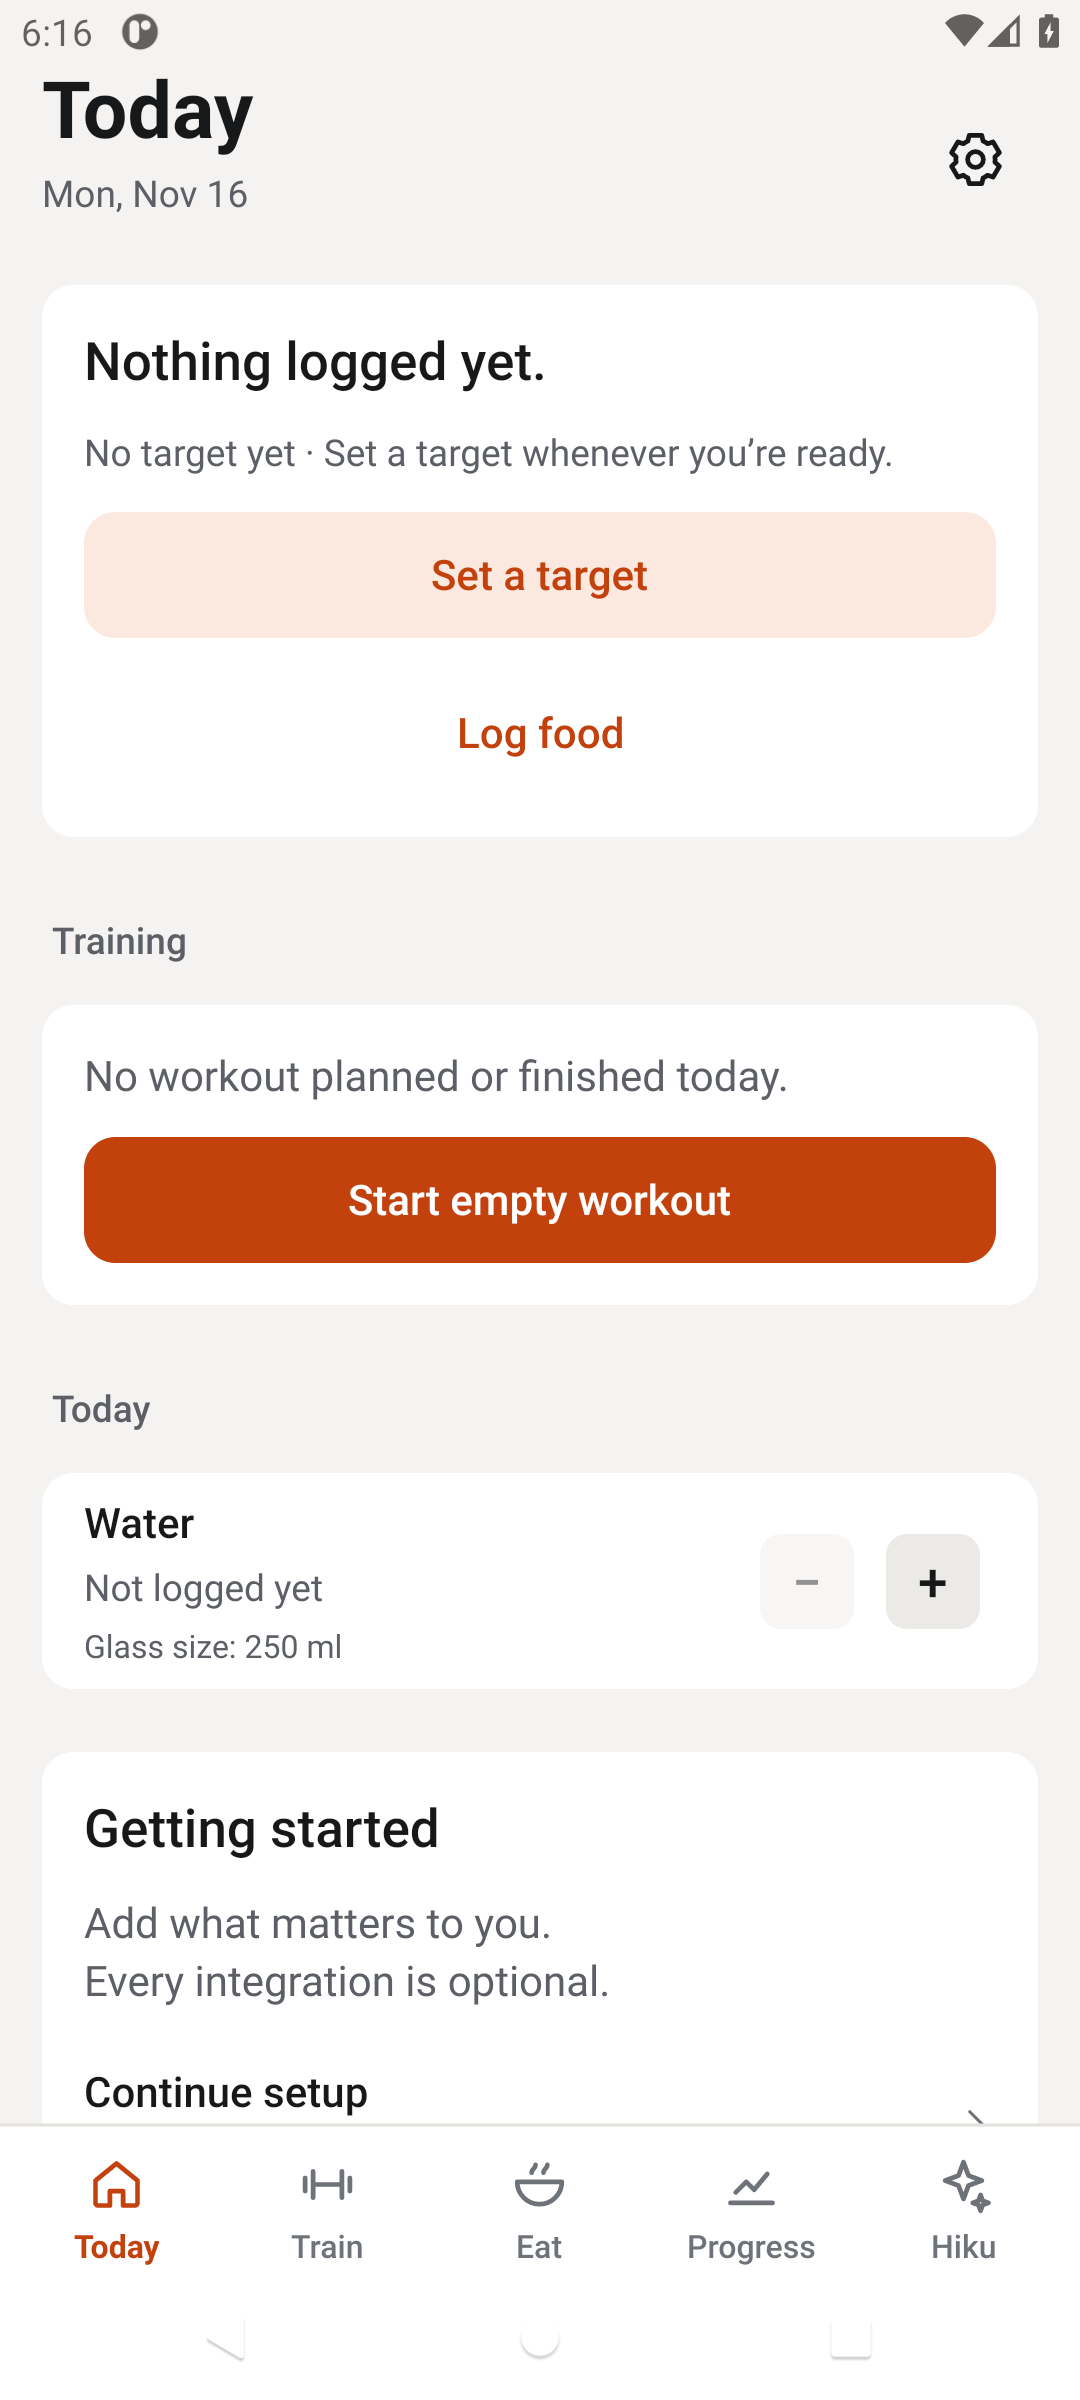 6:16
Today
Mon, Nov 16
Nothing logged yet.
No target yet · Set a target whenever you’re ready.
Set a target
Log food
Training
No workout planned or finished today.
Start empty workout
Today
Water
Not logged yet
Glass size: 250 ml
− +
Getting started
Add what matters to you.
Every integration is optional.
Continue setup
Today Train Eat Progress Hiku